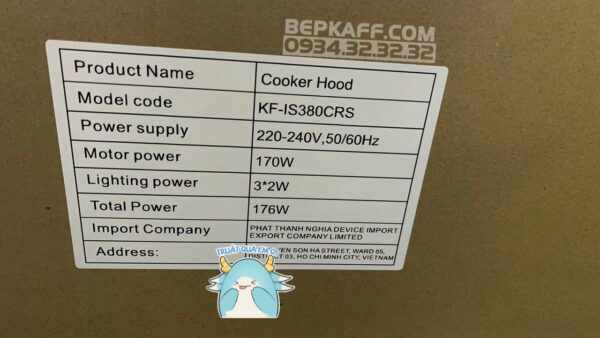 BEPKAFF.COM
0934.32.32.32
Product Name Cooker Hood
Model code KF-IS380CRS
Power supply 220-240V,50/60Hz
Motor power 170W
Lighting power 3*2W
Total Power 176W
Import Company PHAT THANH NGHIA DEVICE IMPORT
EXPORT COMPANY LIMITED
Address: SON HA STREET, WARD 05,
03, HO CHI MINH CITY, VIETNAM